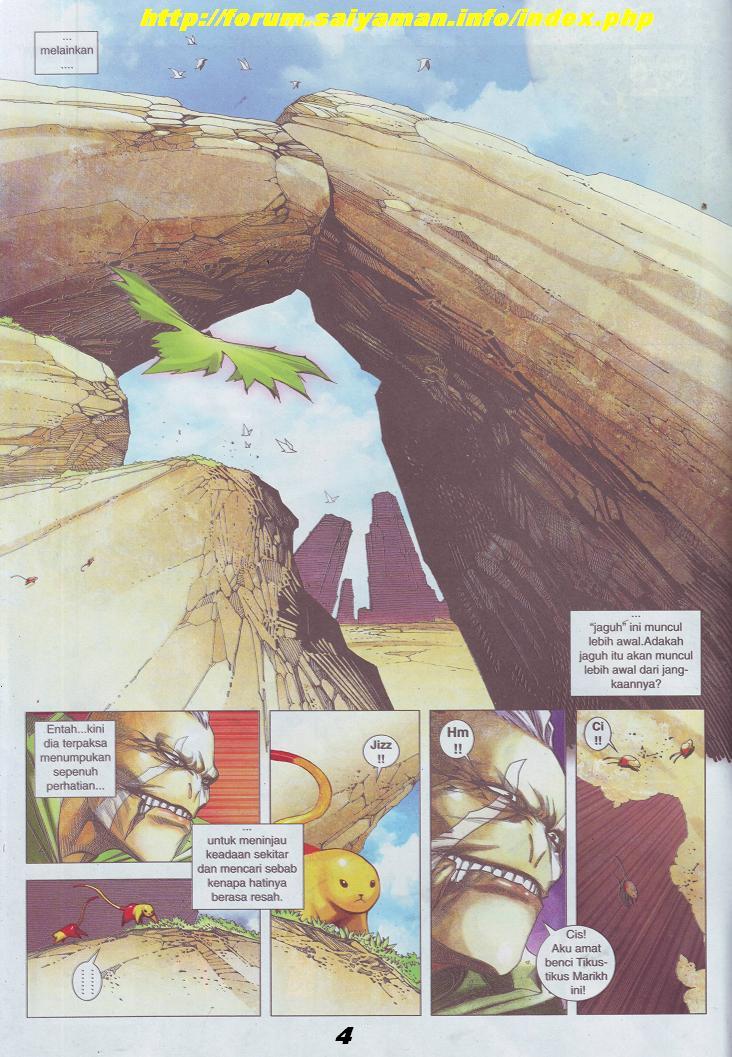 http://forum.saiyaman.info/index.php
...
melainkan
....
...
"jaguh" ini muncul
lebih awal.Adakah
jaguh itu akan muncul
lebih awal dari jang-
kaannya?
Entah...kini
dia terpaksa
menumpukan
sepenuh
perhatian...
...
untuk meninjau
keadaan sekitar
dan mencari sebab
kenapa hatinya
berasa resah.
Jizz
!!
Hm
!!
Cis!
Aku amat
benci Tikus-
tikus Marikh
ini!
Ci
!!
4